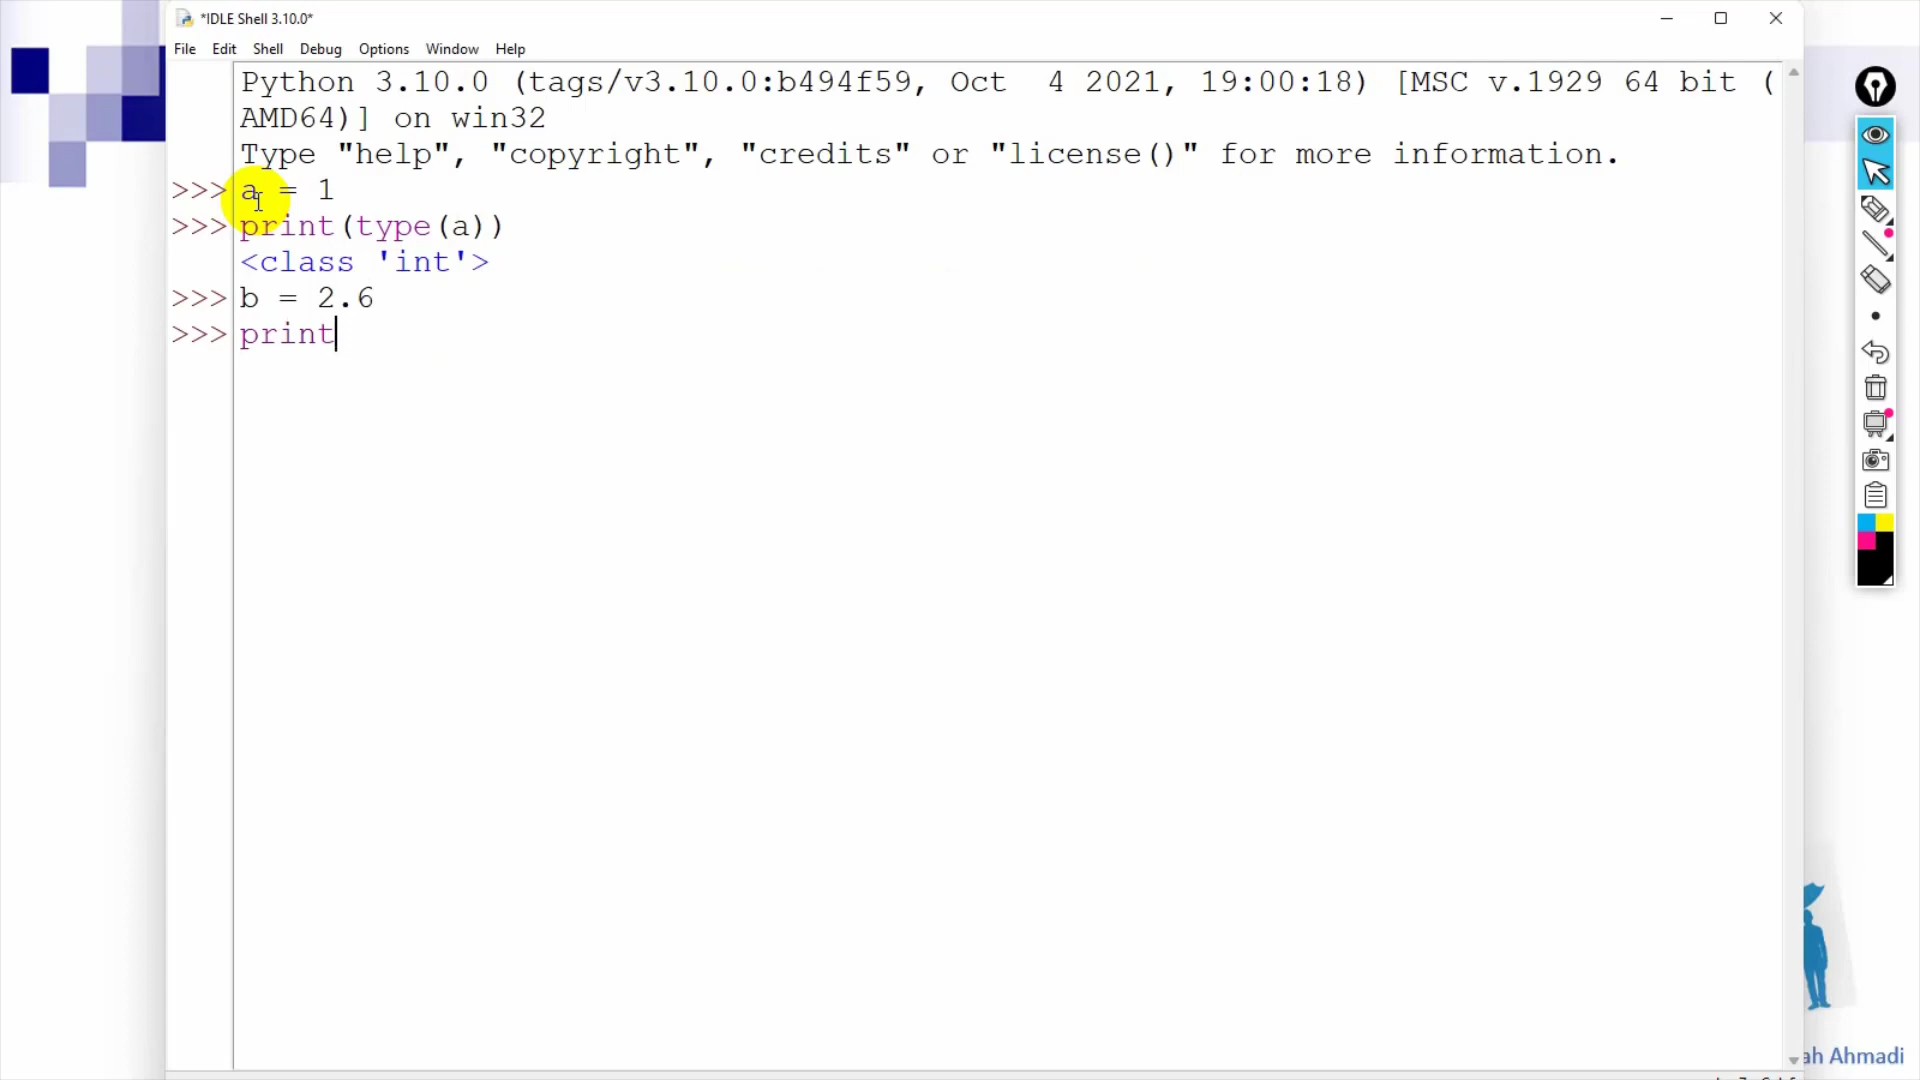 *IDLE Shell 3.10.0*
File Edit Shell Debug Options Window Help
Python 3.10.0 (tags/v3.10.0:b494f59, Oct  4 2021, 19:00:18) [MSC v.1929 64 bit (
AMD64)] on win32
Type "help", "copyright", "credits" or "license()" for more information.
>>> a = 1
>>> print(type(a))
<class 'int'>
>>> b = 2.6
>>> print
ah Ahmadi